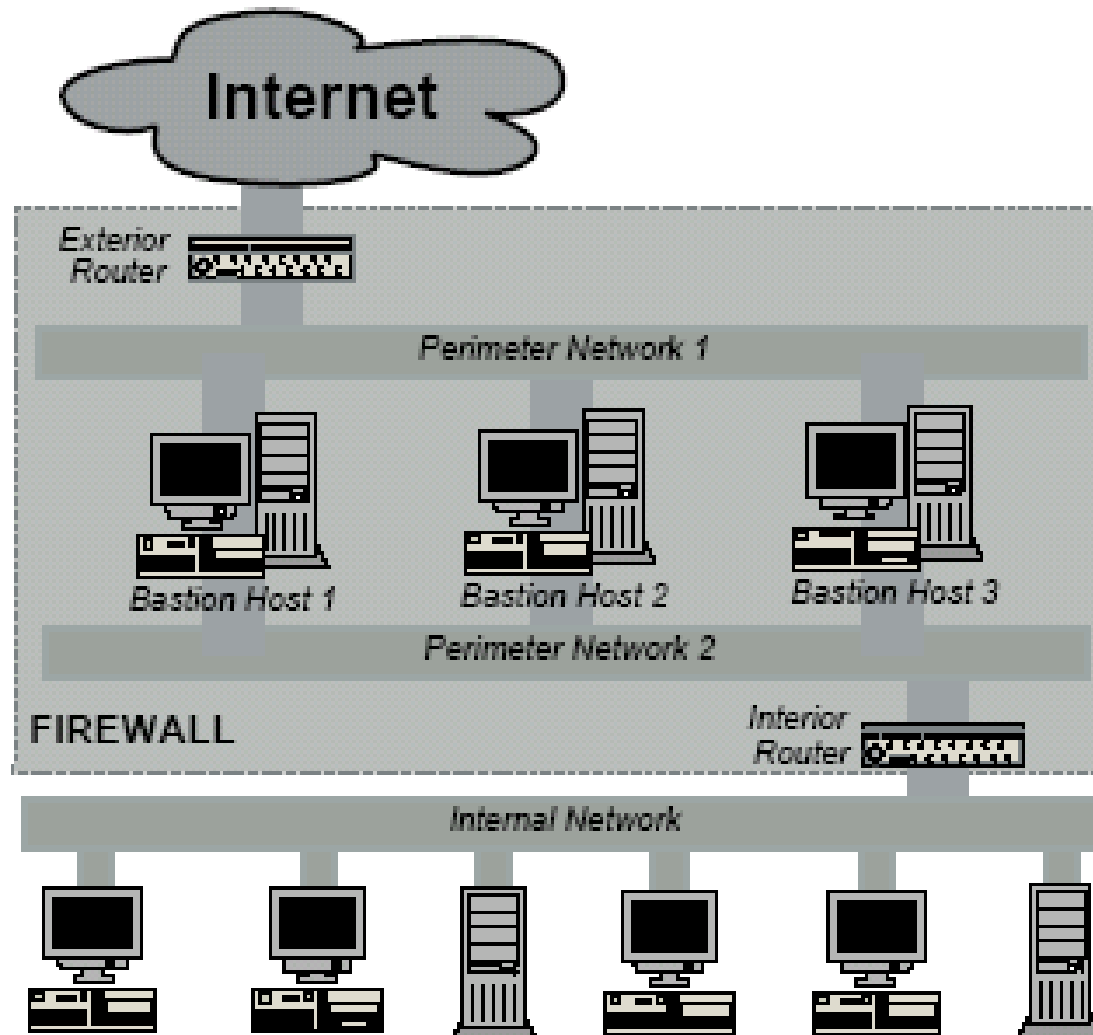 Internet
Exterior
Router
Perimeter Network 1
Bastion Host 1
Bastion Host 2
Bastion Host 3
Perimeter Network 2
FIREWALL
Interior
Router
Internal Network